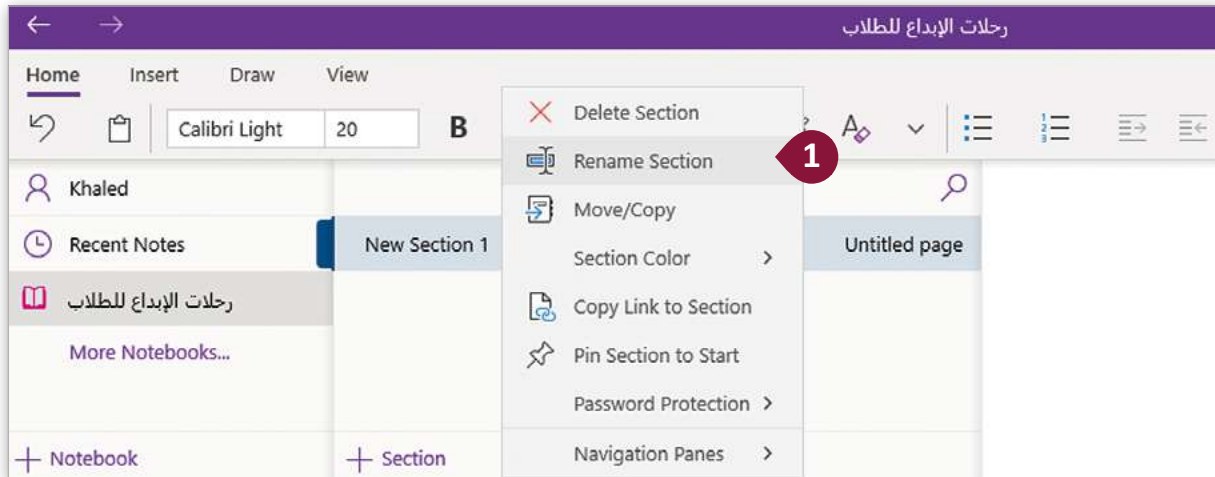 رحلات الإبداع للطلاب
Home Insert Draw View
Calibri Light 20 B
Delete Section
Rename Section 1
Move/Copy
Section Color
Copy Link to Section
Pin Section to Start
Password Protection
Navigation Panes
Khaled
Recent Notes
رحلات الإبداع للطلاب
More Notebooks...
+ Notebook
New Section 1
+ Section
Untitled page